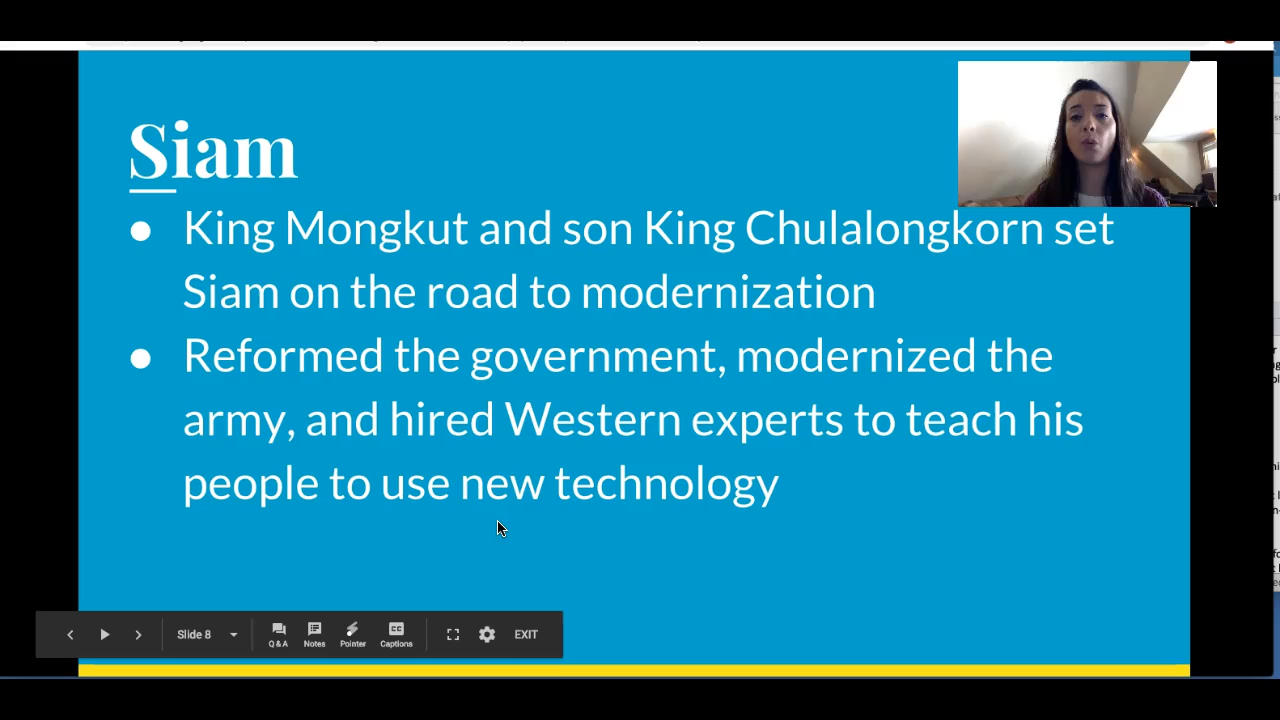 Siam
● King Mongkut and son King Chulalongkorn set
Siam on the road to modernization
● Reformed the government, modernized the
army, and hired Western experts to teach his
people to use new technology
Slide 8
Q & A
Notes
Pointer
CC
Captions
EXIT